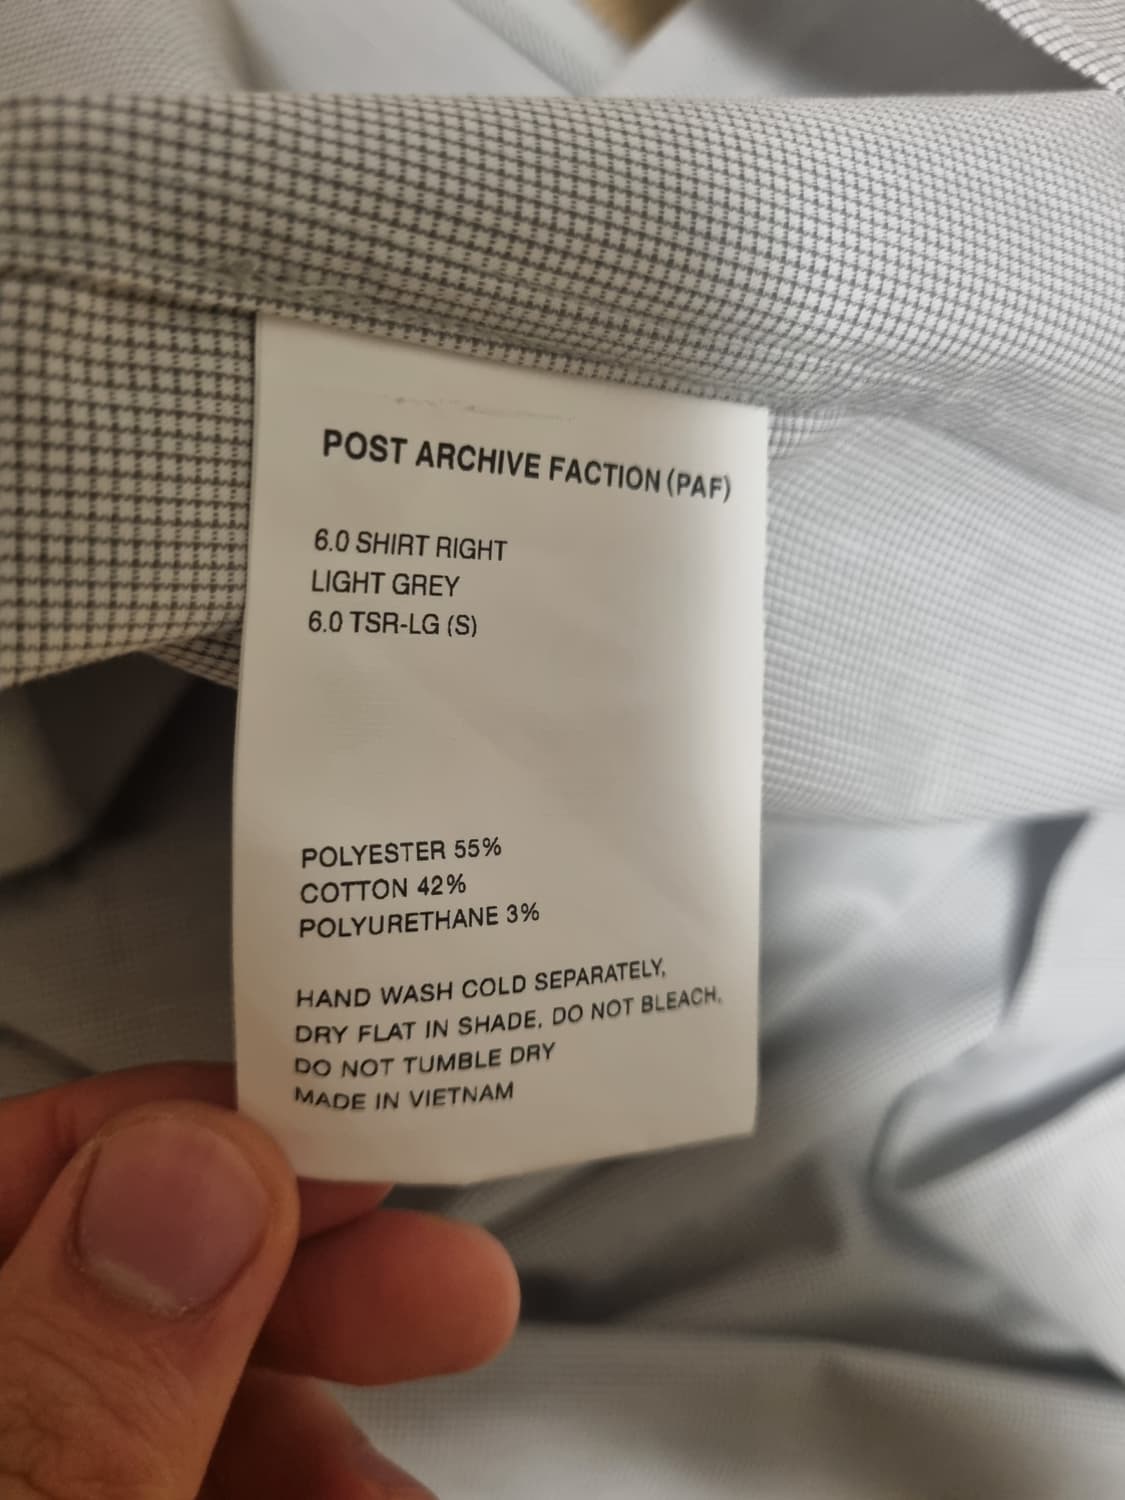 POST ARCHIVE FACTION (PAF)
6.0 SHIRT RIGHT
LIGHT GREY
6.0 TSR-LG (S)
POLYESTER 55%
COTTON 42%
POLYURETHANE 3%
HAND WASH COLD SEPARATELY,
DRY FLAT IN SHADE, DO NOT BLEACH,
DO NOT TUMBLE DRY
MADE IN VIETNAM